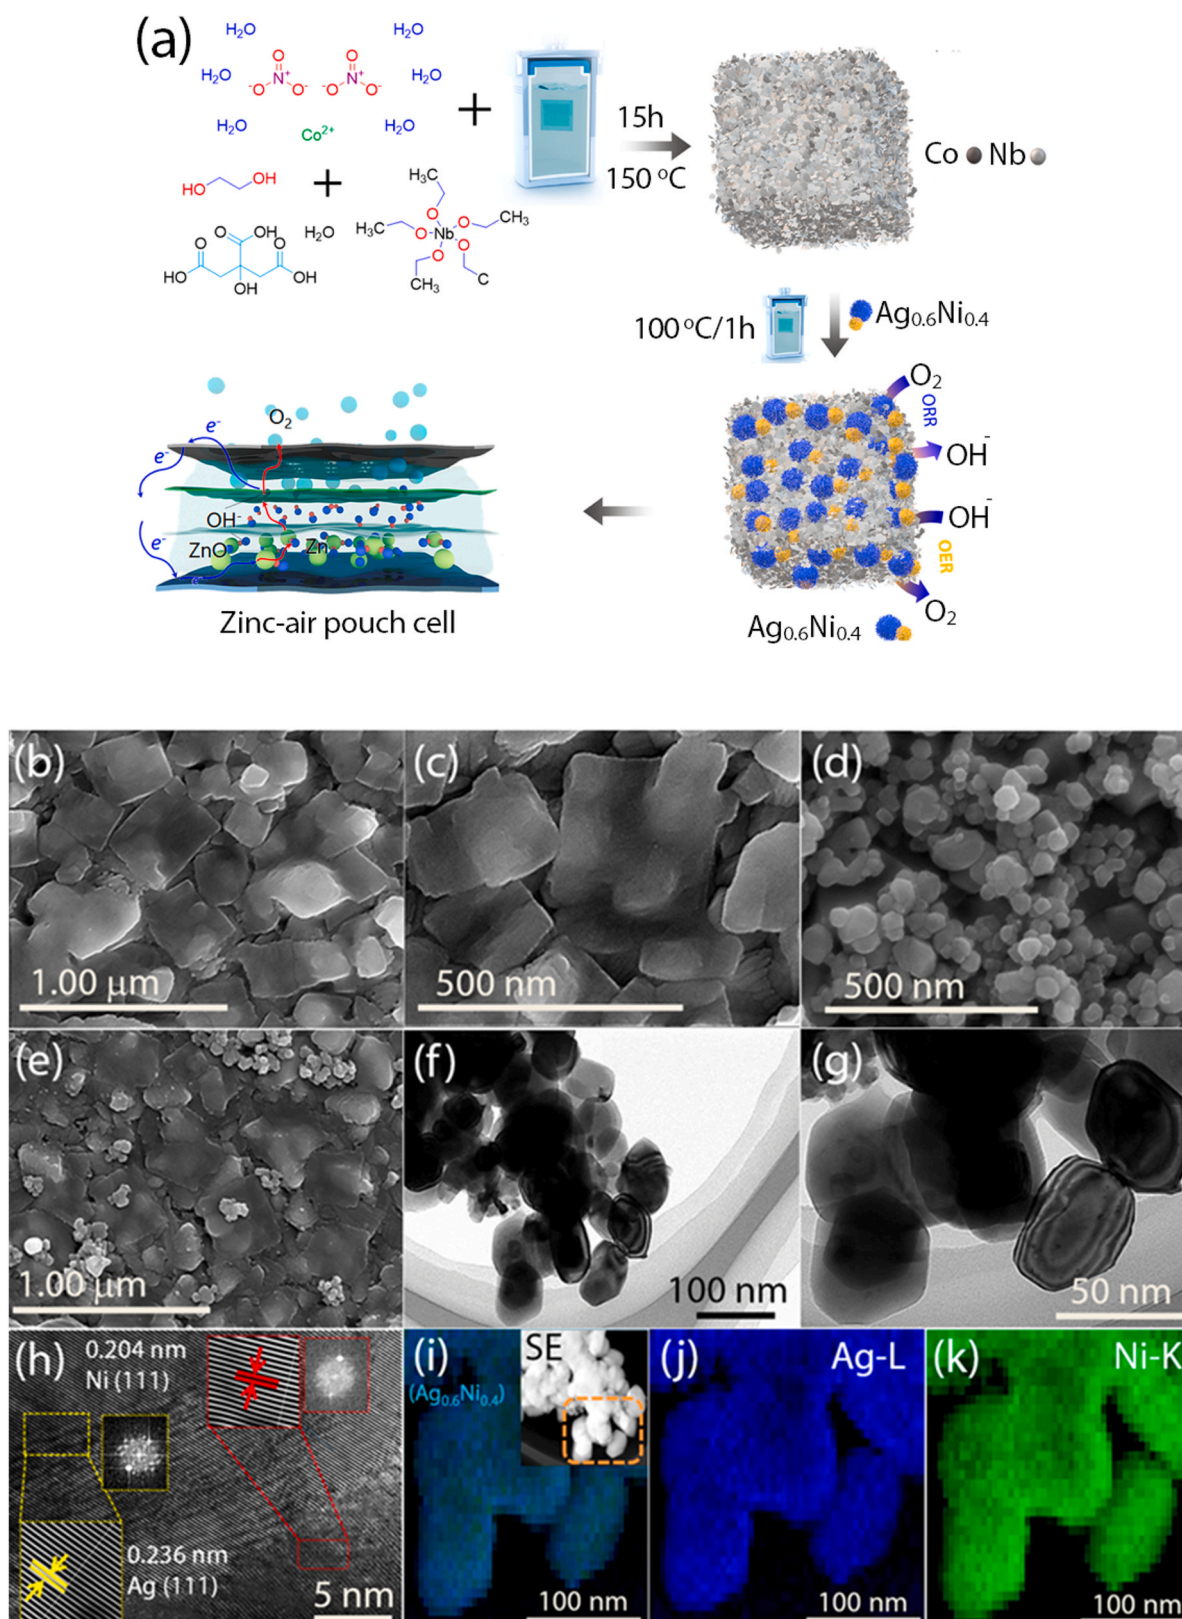 (a)
H₂O H₂O
O O
H₂O ⁻O N⁺ O⁻ ⁻O N⁺ O⁻ H₂O
H₂O Co²⁺ H₂O
+
15h
150 °C
Co Nb
HO OH
+
O OH H₂O
O O
HO OH OH
H₃C
CH₃
O O
H₃C O Nb
O O
CH₃ C
100 °C/1h
Ag₀.₆Ni₀.₄
O₂
ORR
OH⁻
OH⁻
OER
O₂
Ag₀.₆Ni₀.₄
O₂
e⁻
e⁻
OH⁻
ZnO Zn
e⁻
Zinc-air pouch cell
(b) (c) (d)
1.00 μm 500 nm 500 nm
(e) (f) (g)
1.00 μm 100 nm 50 nm
(h) 0.204 nm
Ni (111)
0.236 nm
Ag (111)
5 nm
(i) SE
(Ag₀.₆Ni₀.₄)
100 nm
(j) Ag-L
100 nm
(k) Ni-K
100 nm